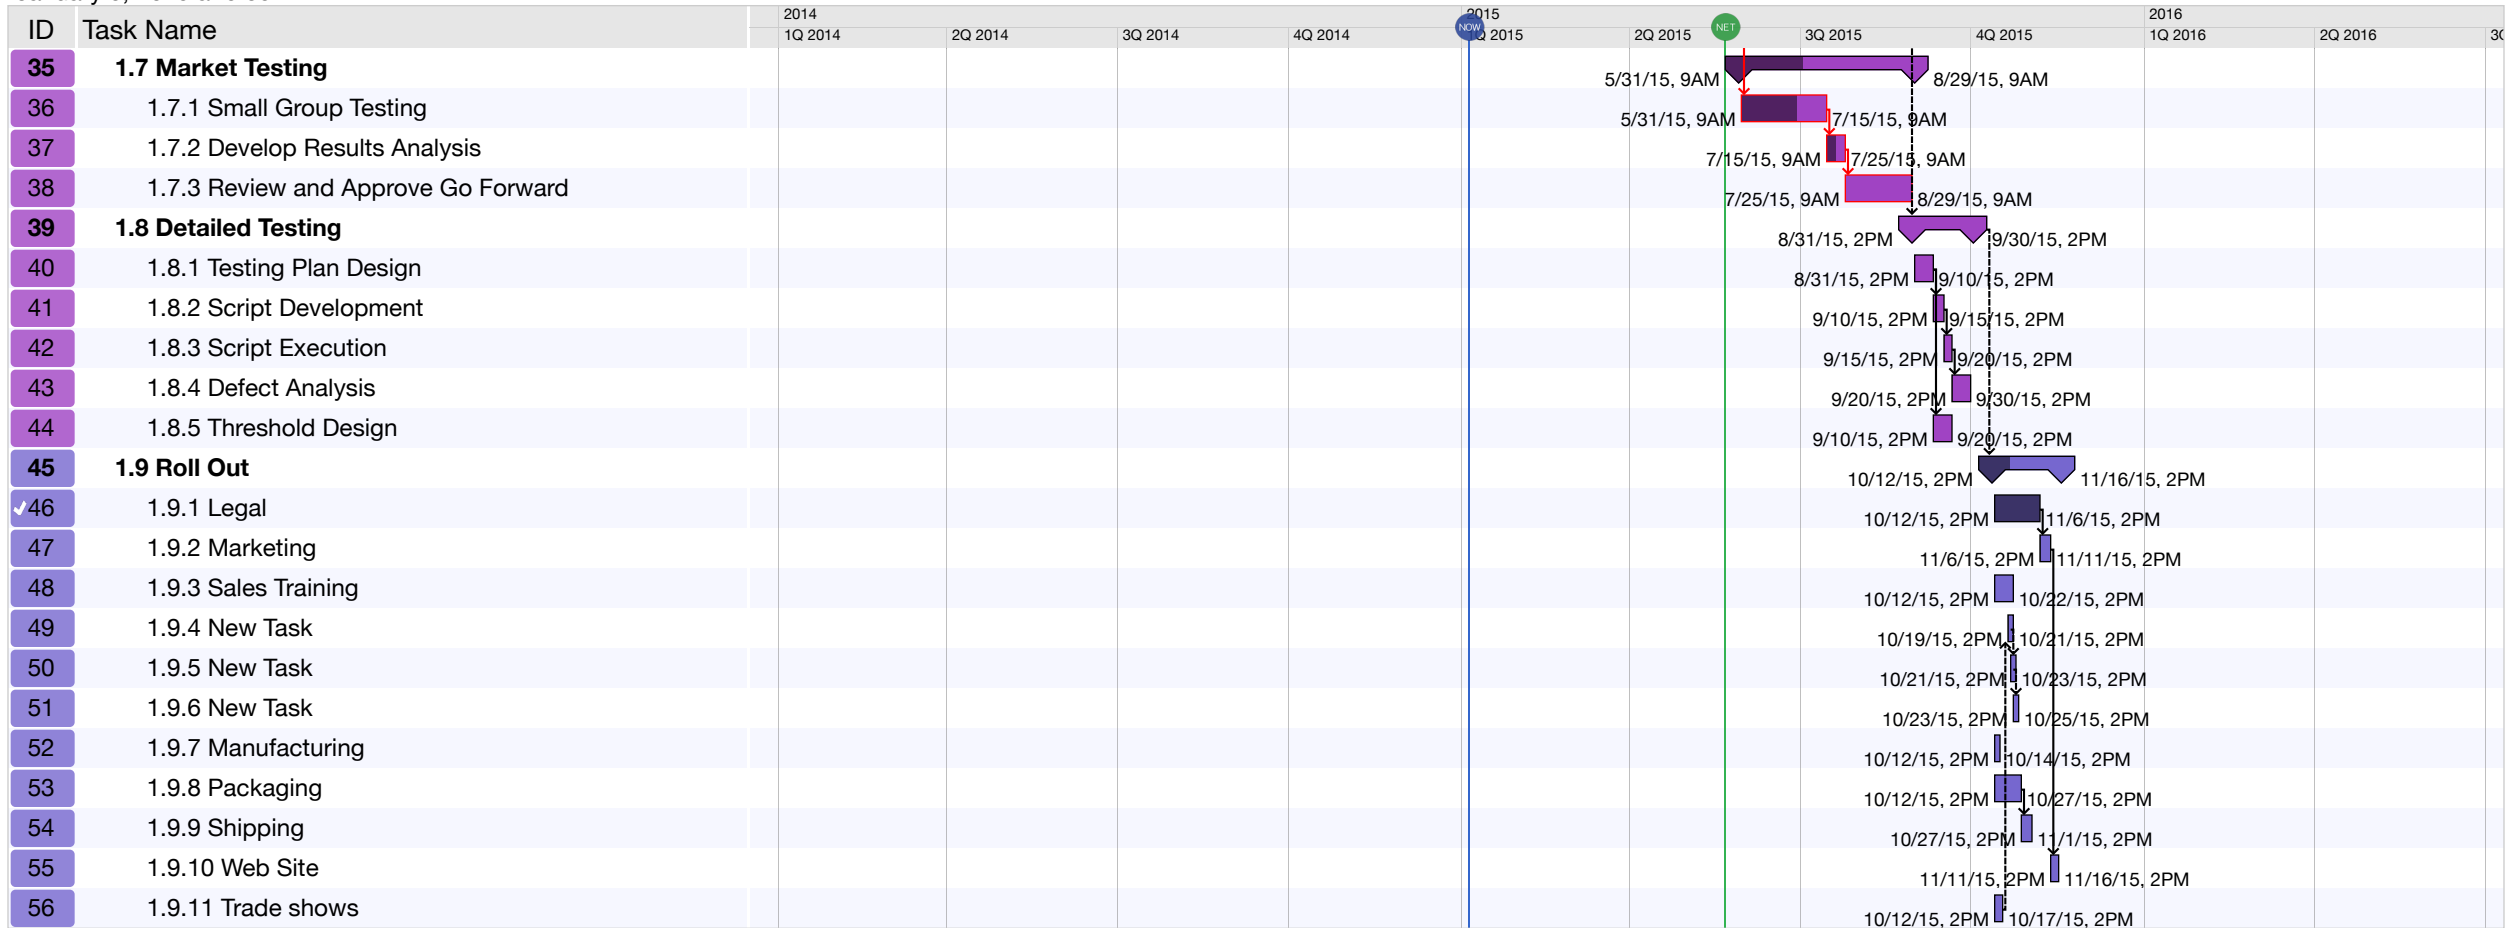 2014 2015 2016
ID Task Name 1Q 2014 2Q 2014 3Q 2014 4Q 2014 NOW 1Q 2015 2Q 2015 NET 3Q 2015 4Q 2015 1Q 2016 2Q 2016
35 1.7 Market Testing 5/31/15, 9AM 8/29/15, 9AM
36 1.7.1 Small Group Testing 5/31/15, 9AM 7/15/15, 9AM
37 1.7.2 Develop Results Analysis 7/15/15, 9AM 7/25/15, 9AM
38 1.7.3 Review and Approve Go Forward 7/25/15, 9AM 8/29/15, 9AM
39 1.8 Detailed Testing 8/31/15, 2PM 9/30/15, 2PM
40 1.8.1 Testing Plan Design 8/31/15, 2PM 9/10/15, 2PM
41 1.8.2 Script Development 9/10/15, 2PM 9/15/15, 2PM
42 1.8.3 Script Execution 9/15/15, 2PM 9/20/15, 2PM
43 1.8.4 Defect Analysis 9/20/15, 2PM 9/30/15, 2PM
44 1.8.5 Threshold Design 9/10/15, 2PM 9/20/15, 2PM
45 1.9 Roll Out 10/12/15, 2PM 11/16/15, 2PM
46 1.9.1 Legal 10/12/15, 2PM 11/6/15, 2PM
47 1.9.2 Marketing 11/6/15, 2PM 11/11/15, 2PM
48 1.9.3 Sales Training 10/12/15, 2PM 10/22/15, 2PM
49 1.9.4 New Task 10/19/15, 2PM 10/21/15, 2PM
50 1.9.5 New Task 10/21/15, 2PM 10/23/15, 2PM
51 1.9.6 New Task 10/23/15, 2PM 10/25/15, 2PM
52 1.9.7 Manufacturing 10/12/15, 2PM 10/14/15, 2PM
53 1.9.8 Packaging 10/12/15, 2PM 10/27/15, 2PM
54 1.9.9 Shipping 10/27/15, 2PM 11/1/15, 2PM
55 1.9.10 Web Site 11/11/15, 2PM 11/16/15, 2PM
56 1.9.11 Trade shows 10/12/15, 2PM 10/17/15, 2PM